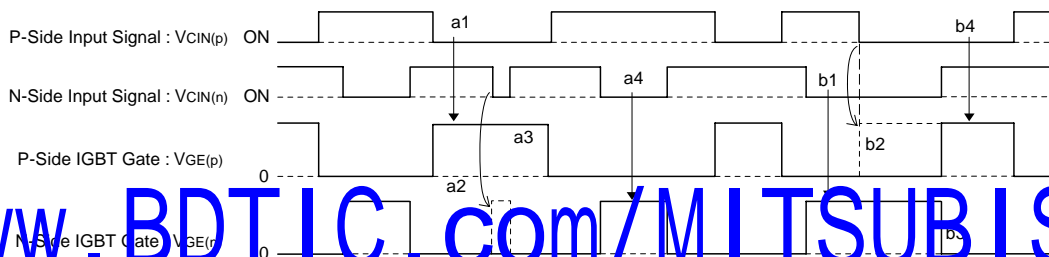 a1
b4
P-Side Input Signal : VCIN(p) ON
a4
b1
N-Side Input Signal : VCIN(n) ON
a3
b2
P-Side IGBT Gate : VGE(p)
0
a2
www.BDTIC.com/MITSUBIS
N-Side IGBT Gate : VGE(n)
0
b3